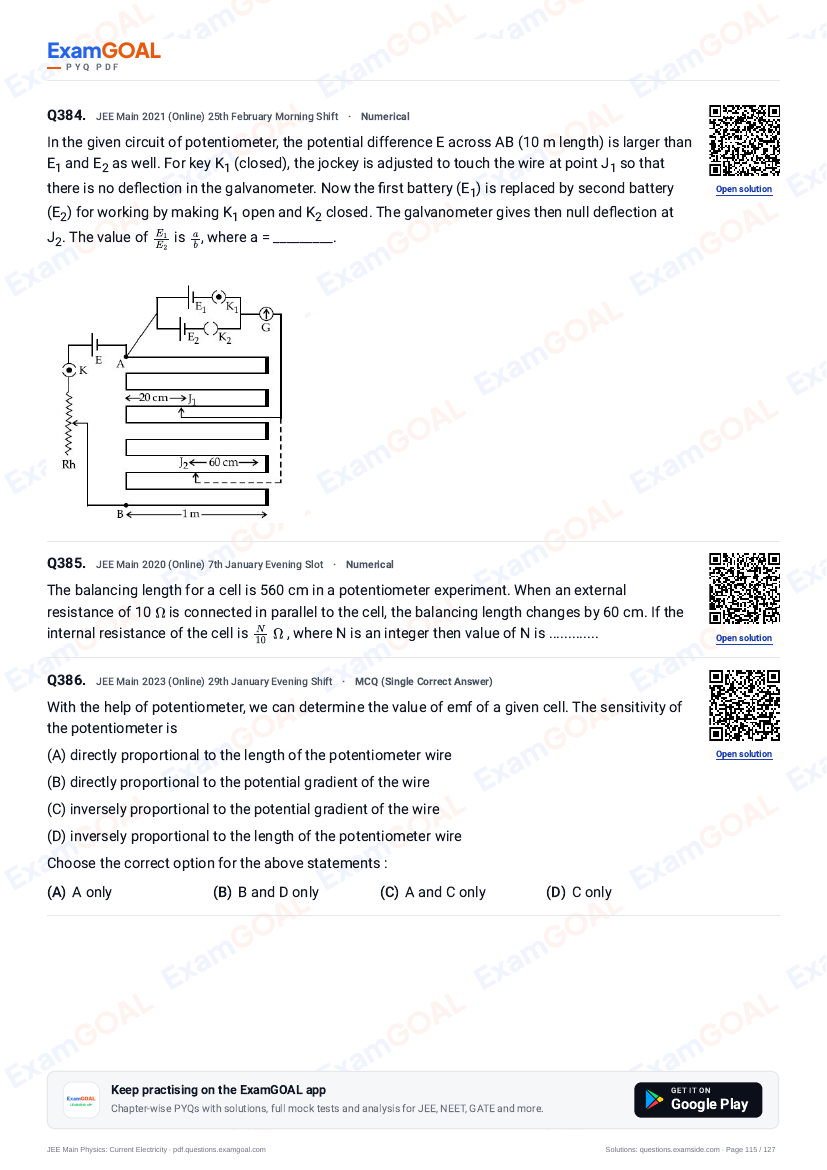 ExamGOAL
PYQ PDF
Q384. JEE Main 2021 (Online) 25th February Morning Shift · Numerical
In the given circuit of potentiometer, the potential difference E across AB (10 m length) is larger than
E1 and E2 as well. For key K1 (closed), the jockey is adjusted to touch the wire at point J1 so that
there is no deflection in the galvanometer. Now the first battery (E1) is replaced by second battery
(E2) for working by making K1 open and K2 closed. The galvanometer gives then null deflection at
J2. The value of E1/E2 is a/b, where a = _________.
Open solution
E1 K1
G
E2 K2
E
A
K
20 cm J1
J2 60 cm
Rh
B 1 m
Q385. JEE Main 2020 (Online) 7th January Evening Slot · Numerical
The balancing length for a cell is 560 cm in a potentiometer experiment. When an external
resistance of 10 Ω is connected in parallel to the cell, the balancing length changes by 60 cm. If the
internal resistance of the cell is N/10 Ω , where N is an integer then value of N is .............
Open solution
Q386. JEE Main 2023 (Online) 29th January Evening Shift · MCQ (Single Correct Answer)
With the help of potentiometer, we can determine the value of emf of a given cell. The sensitivity of
the potentiometer is
(A) directly proportional to the length of the potentiometer wire
(B) directly proportional to the potential gradient of the wire
(C) inversely proportional to the potential gradient of the wire
(D) inversely proportional to the length of the potentiometer wire
Choose the correct option for the above statements :
(A) A only (B) B and D only (C) A and C only (D) C only
Open solution
Keep practising on the ExamGOAL app
Chapter-wise PYQs with solutions, full mock tests and analysis for JEE, NEET, GATE and more.
GET IT ON
Google Play
JEE Main Physics: Current Electricity · pdf.questions.examgoal.com
Solutions: questions.examside.com · Page 115 / 127